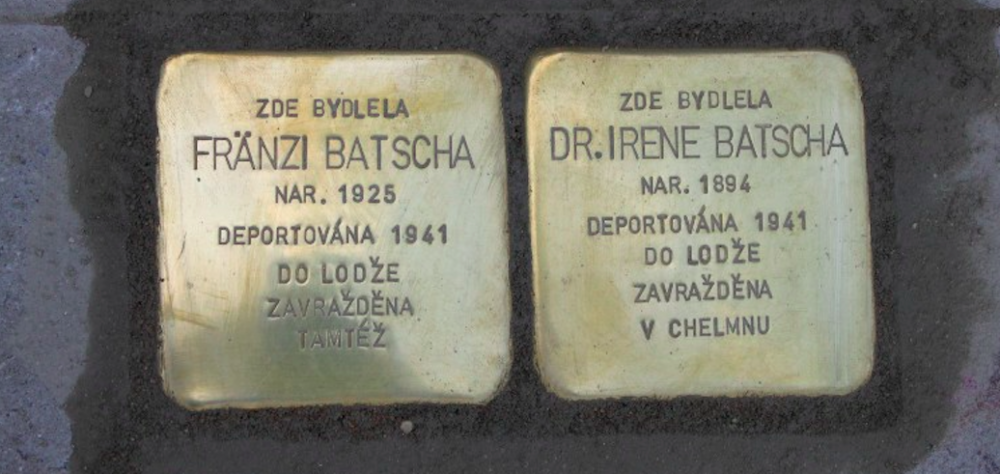 ZDE BYDLELA
FRÄNZI BATSCHA
NAR. 1925
DEPORTOVÁNA 1941
DO LODŽE
ZAVRAŽDĚNA
TAMTÉŽ
ZDE BYDLELA
DR. IRENE BATSCHA
NAR. 1894
DEPORTOVÁNA 1941
DO LODŽE
ZAVRAŽDĚNA
V CHELMNU